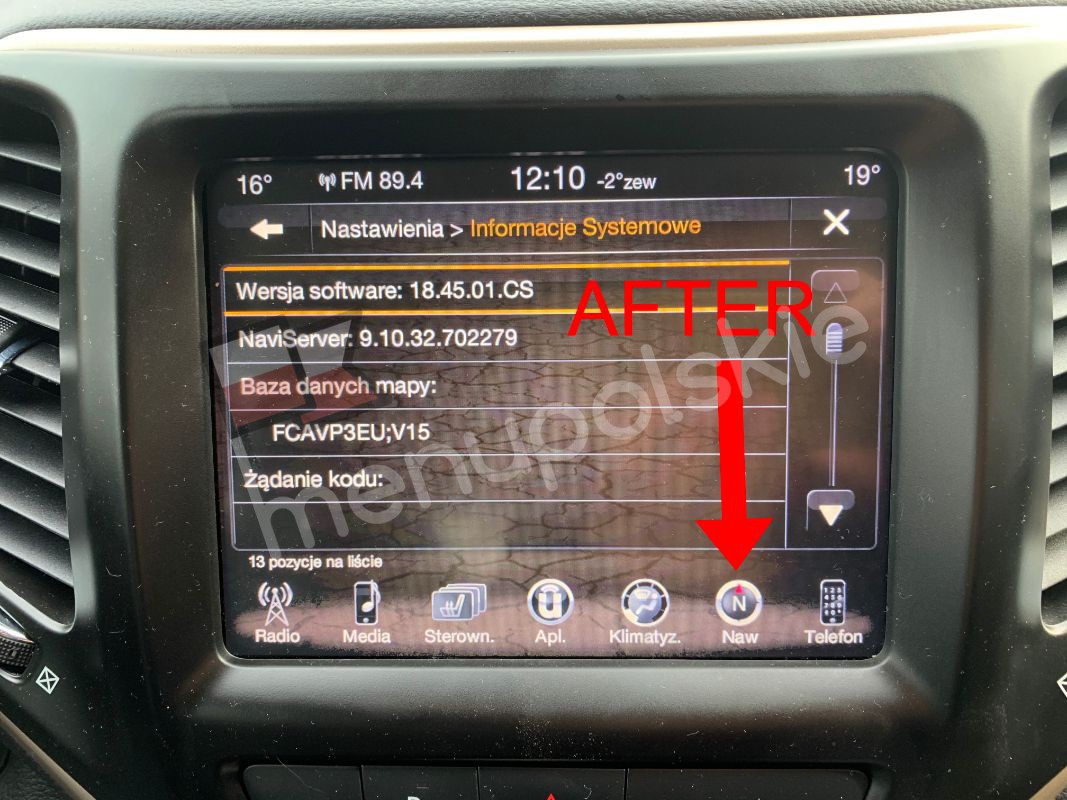 16° FM 89.4 12:10 -2°zew 19°
Nastawienia > Informacje Systemowe
Wersja software: 18.45.01.CS
AFTER
NaviServer: 9.10.32.702279
Baza danych mapy:
FCAVP3EU;V15
Żądanie kodu:
menupolskie
13 pozycje na liście
Radio Media Sterown. Apl. Klimatyz. Naw Telefon
N